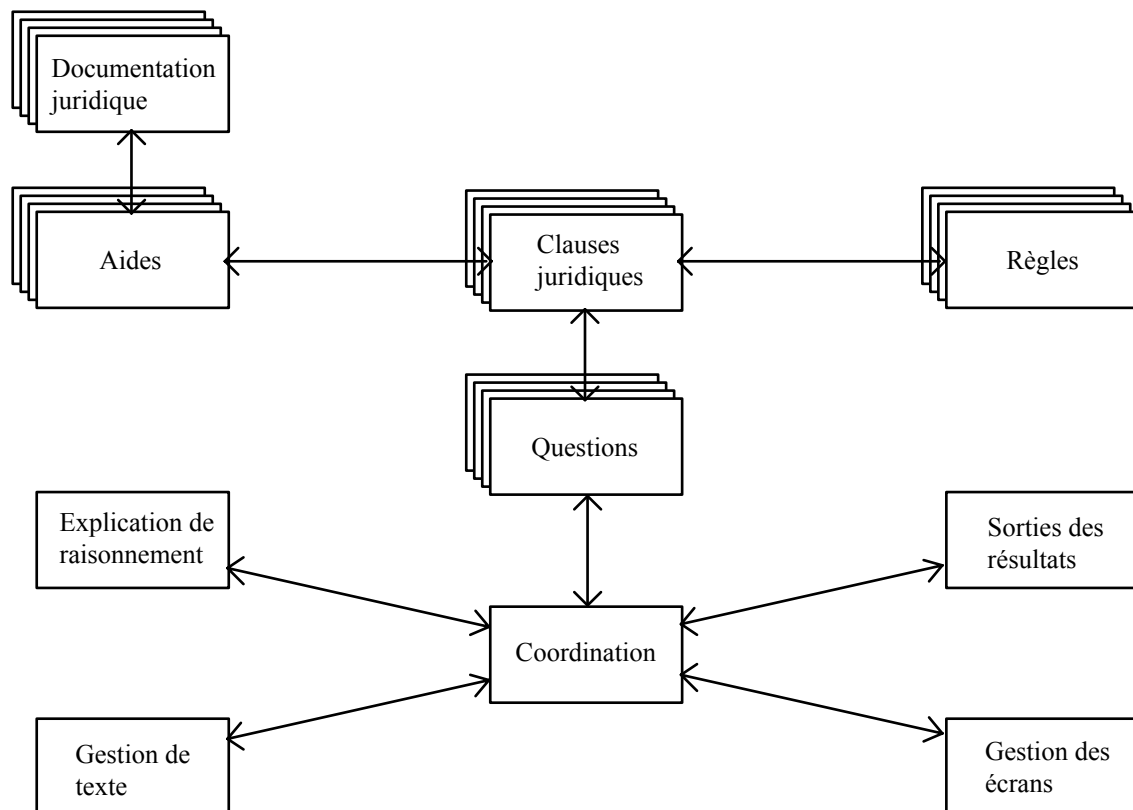 Documentation
juridique
Aides
Clauses
juridiques
Règles
Questions
Explication de
raisonnement
Sorties des
résultats
Coordination
Gestion de
texte
Gestion des
écrans